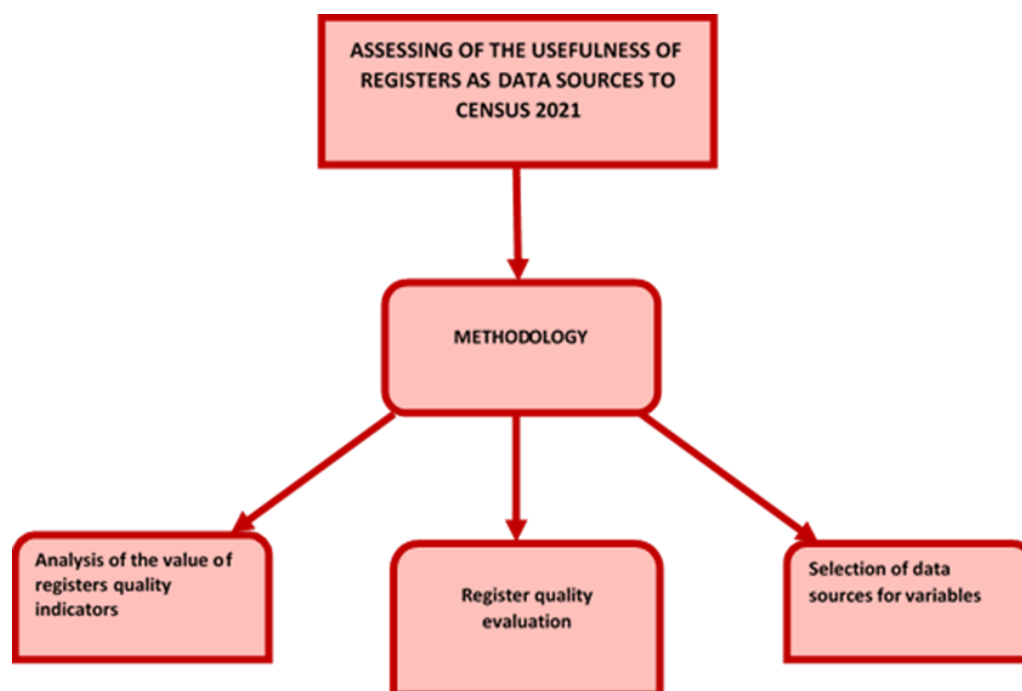 ASSESSING OF THE USEFULNESS OF
REGISTERS AS DATA SOURCES TO
CENSUS 2021
METHODOLOGY
Analysis of the value of
registers quality
indicators
Register quality
evaluation
Selection of data
sources for variables